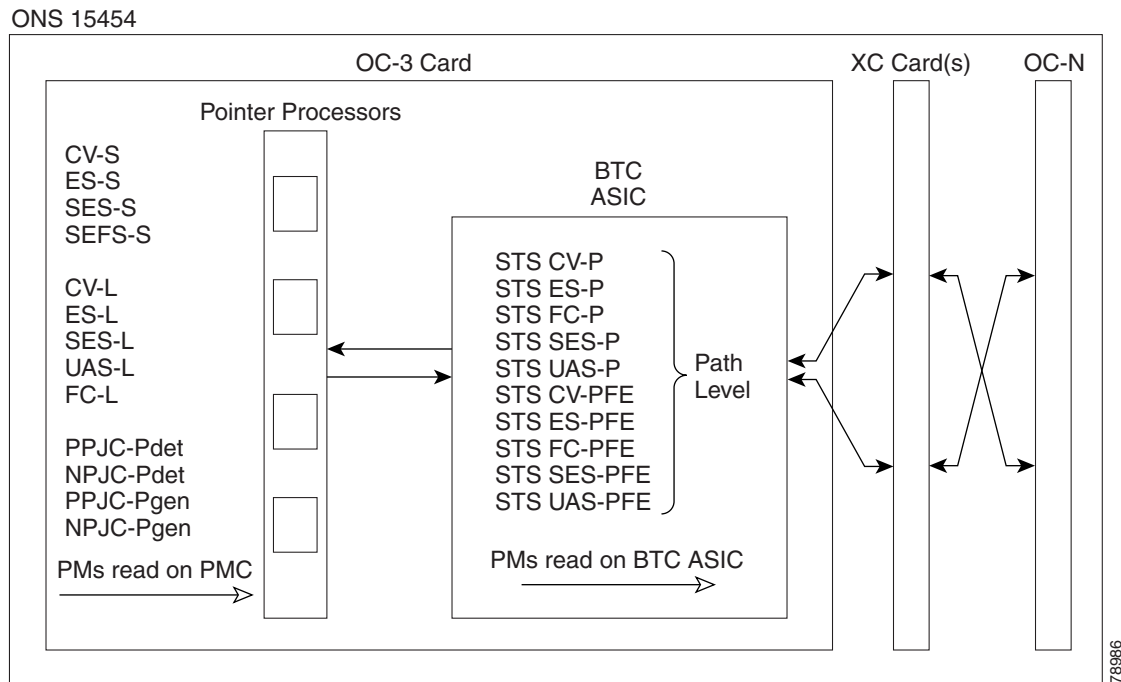 ONS 15454
OC-3 Card
XC Card(s)
OC-N
Pointer Processors
CV-S
ES-S
SES-S
SEFS-S
CV-L
ES-L
SES-L
UAS-L
FC-L
PPJC-Pdet
NPJC-Pdet
PPJC-Pgen
NPJC-Pgen
PMs read on PMC
BTC
ASIC
STS CV-P
STS ES-P
STS FC-P
STS SES-P
STS UAS-P
STS CV-PFE
STS ES-PFE
STS FC-PFE
STS SES-PFE
STS UAS-PFE
Path
Level
PMs read on BTC ASIC
78986